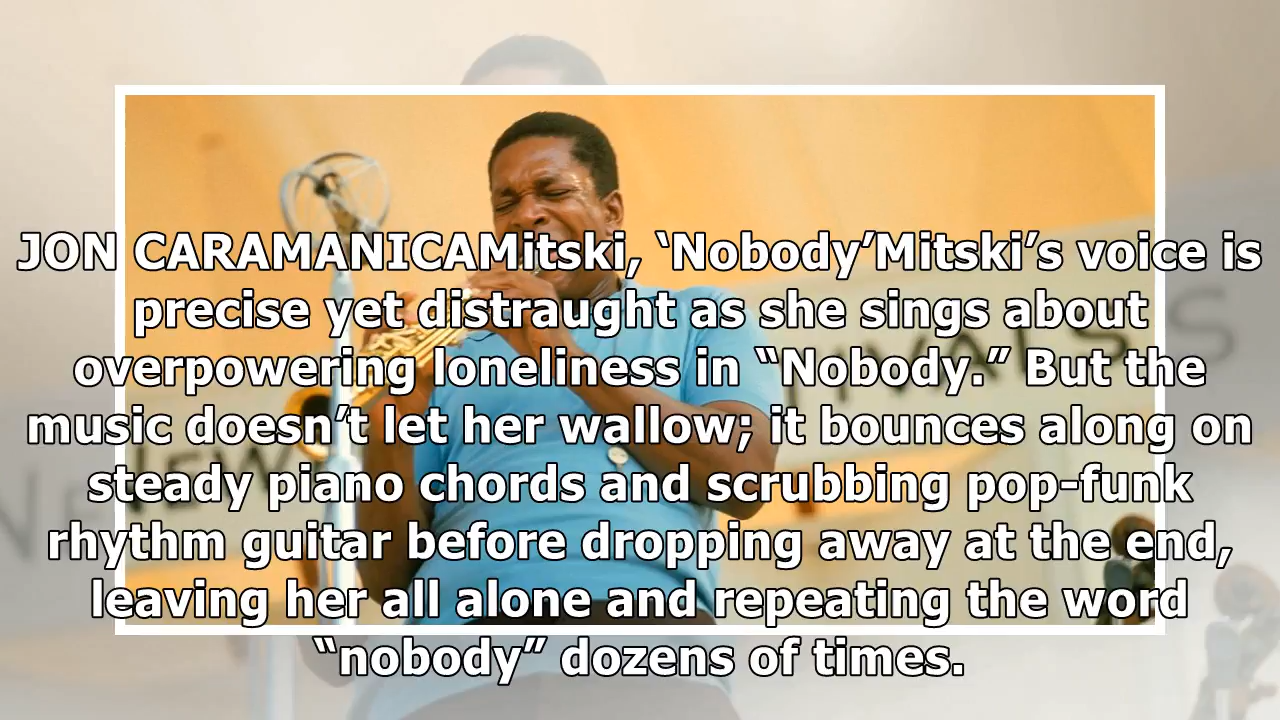 JON CARAMANICAMitski, ‘Nobody’Mitski’s voice is
precise yet distraught as she sings about
overpowering loneliness in “Nobody.” But the
music doesn’t let her wallow; it bounces along on
steady piano chords and scrubbing pop-funk
rhythm guitar before dropping away at the end,
leaving her all alone and repeating the word
“nobody” dozens of times.